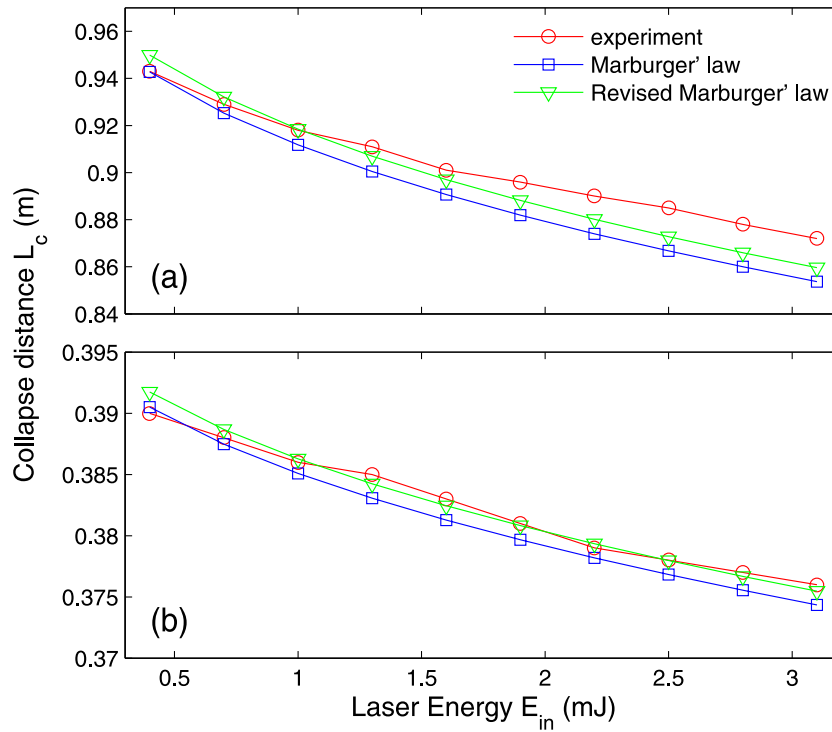 0.96
0.94
0.92
0.9
0.88
0.86
0.84
experiment
Marburger' law
Revised Marburger' law
(a)
Collapse distance L_c (m)
0.395
0.39
0.385
0.38
0.375
0.37
(b)
0.5 1 1.5 2 2.5 3
Laser Energy E_in (mJ)